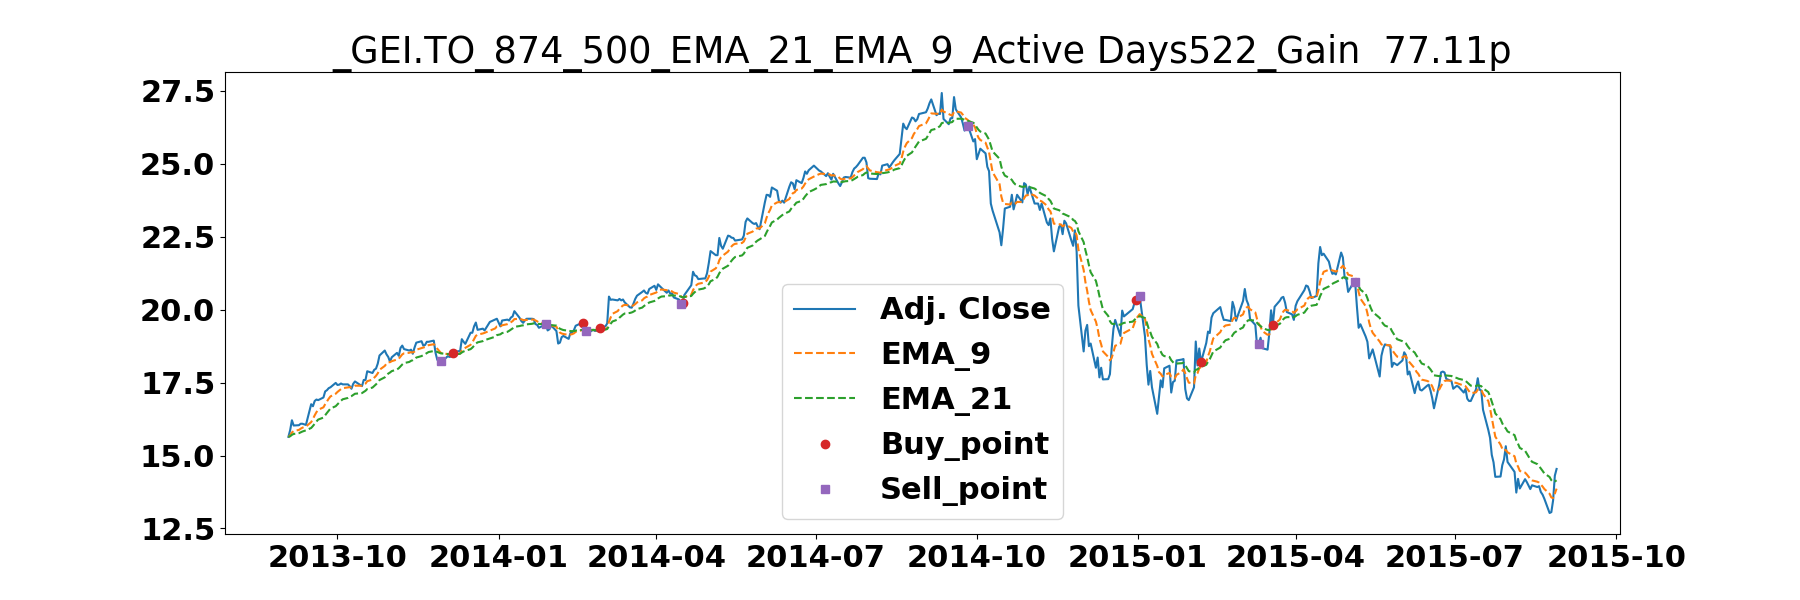 _GEI.TO_874_500_EMA_21_EMA_9_Active Days522_Gain  77.11p
27.5
25.0
22.5
20.0
17.5
15.0
12.5
Adj. Close
EMA_9
EMA_21
Buy_point
Sell_point
2013-10 2014-01 2014-04 2014-07 2014-10 2015-01 2015-04 2015-07 2015-10